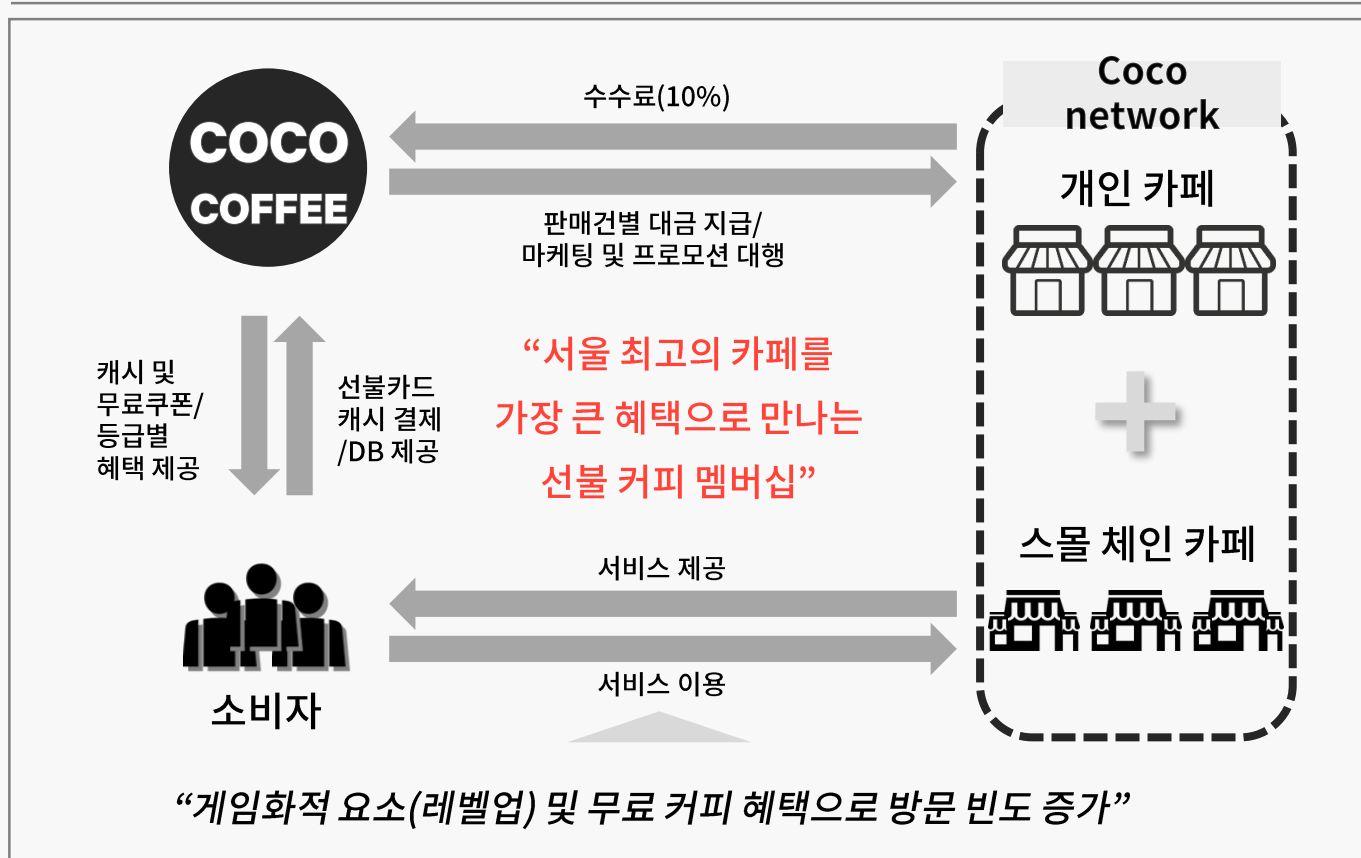 COCO
COFFEE
수수료(10%)
판매건별 대금 지급/
마케팅 및 프로모션 대행
Coco
network
개인 카페
스몰 체인 카페
캐시 및
무료쿠폰/
등급별
혜택 제공
선불카드
캐시 결제
/DB 제공
“서울 최고의 카페를
가장 큰 혜택으로 만나는
선불 커피 멤버십”
서비스 제공
서비스 이용
소비자
“게임화적 요소(레벨업) 및 무료 커피 혜택으로 방문 빈도 증가”